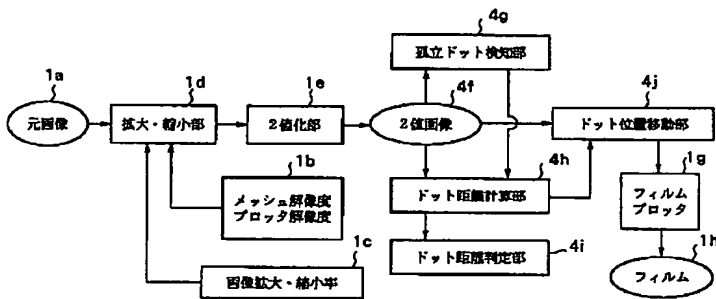 4g
孤立ドット検知部
1a
元画像
1d
拡大・縮小部
1e
2値化部
4f
2値画像
4j
ドット位置移動部
1b
メッシュ解像度
プロッタ解像度
4h
ドット距離計算部
1g
フィルム
プロッタ
1c
画像拡大・縮小率
ドット距離判定部
4i
1h
フィルム